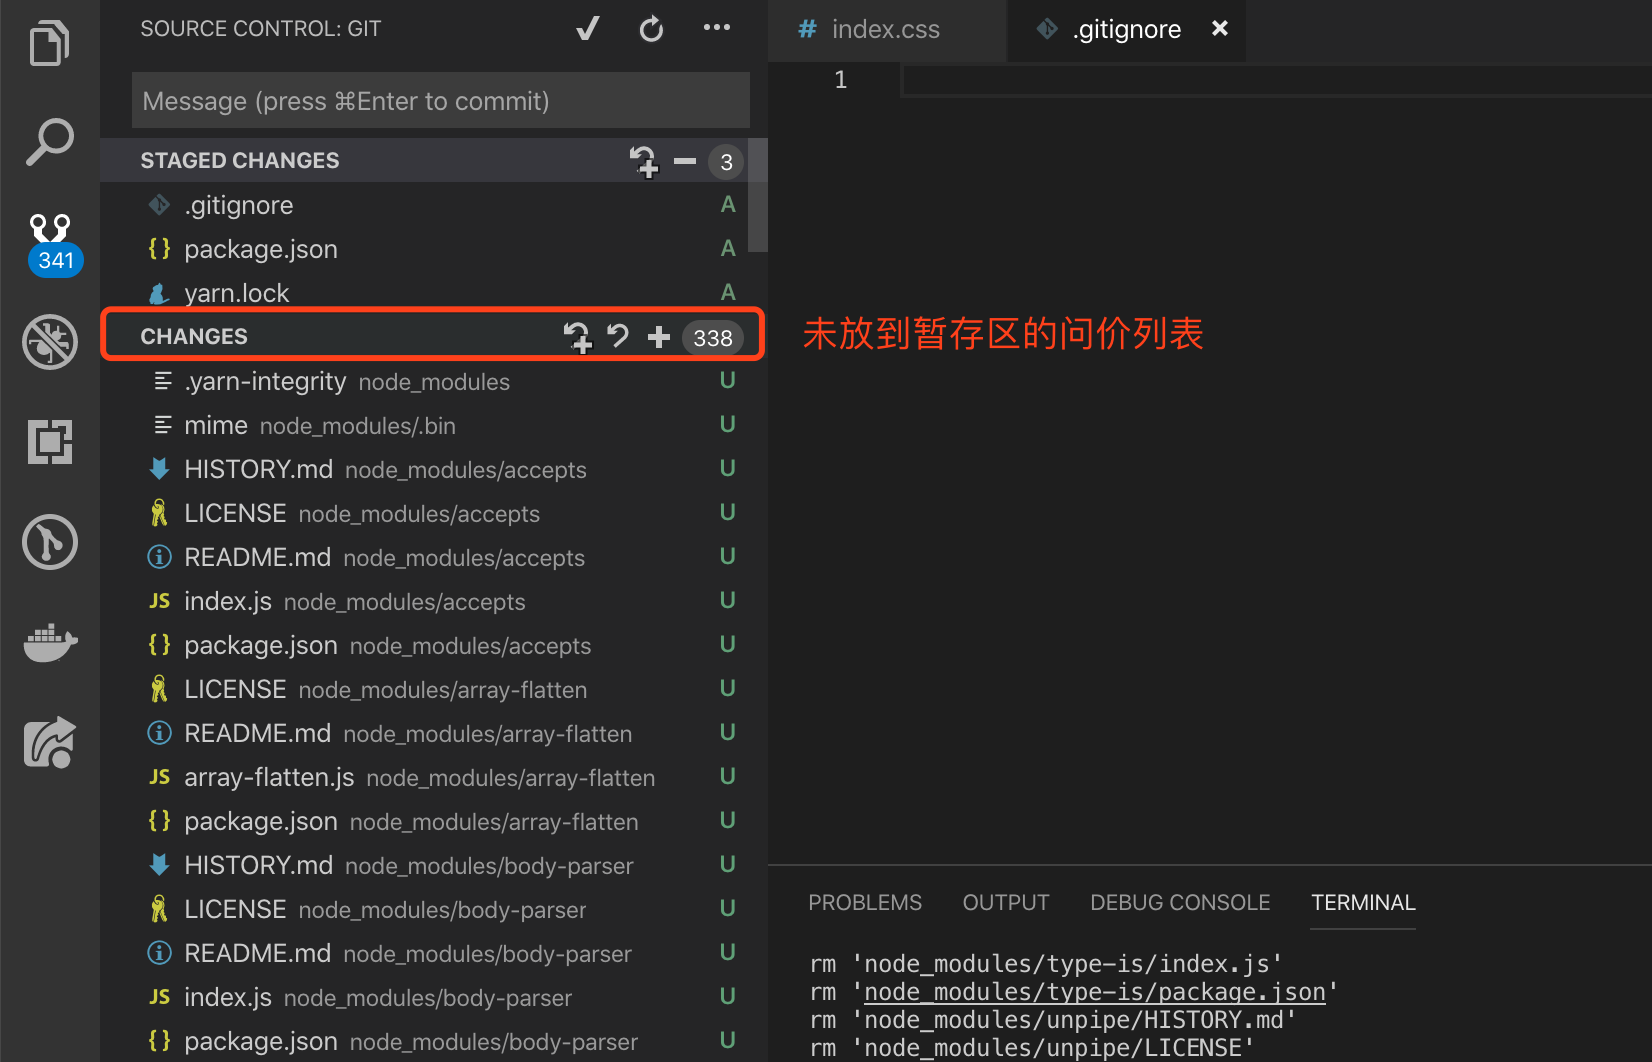 SOURCE CONTROL: GIT
Message (press ⌘Enter to commit)
STAGED CHANGES 3
.gitignore A
package.json A
yarn.lock A
341
CHANGES 338
.yarn-integrity node_modules U
mime node_modules/.bin U
HISTORY.md node_modules/accepts U
LICENSE node_modules/accepts U
README.md node_modules/accepts U
JS index.js node_modules/accepts U
{} package.json node_modules/accepts U
LICENSE node_modules/array-flatten U
README.md node_modules/array-flatten U
JS array-flatten.js node_modules/array-flatten U
{} package.json node_modules/array-flatten U
HISTORY.md node_modules/body-parser U
LICENSE node_modules/body-parser U
README.md node_modules/body-parser U
JS index.js node_modules/body-parser U
{} package.json node_modules/body-parser U
# index.css
.gitignore
1
未放到暂存区的问价列表
PROBLEMS OUTPUT DEBUG CONSOLE TERMINAL
rm 'node_modules/type-is/index.js'
rm 'node_modules/type-is/package.json'
rm 'node_modules/unpipe/HISTORY.md'
rm 'node_modules/unpipe/LICENSE'